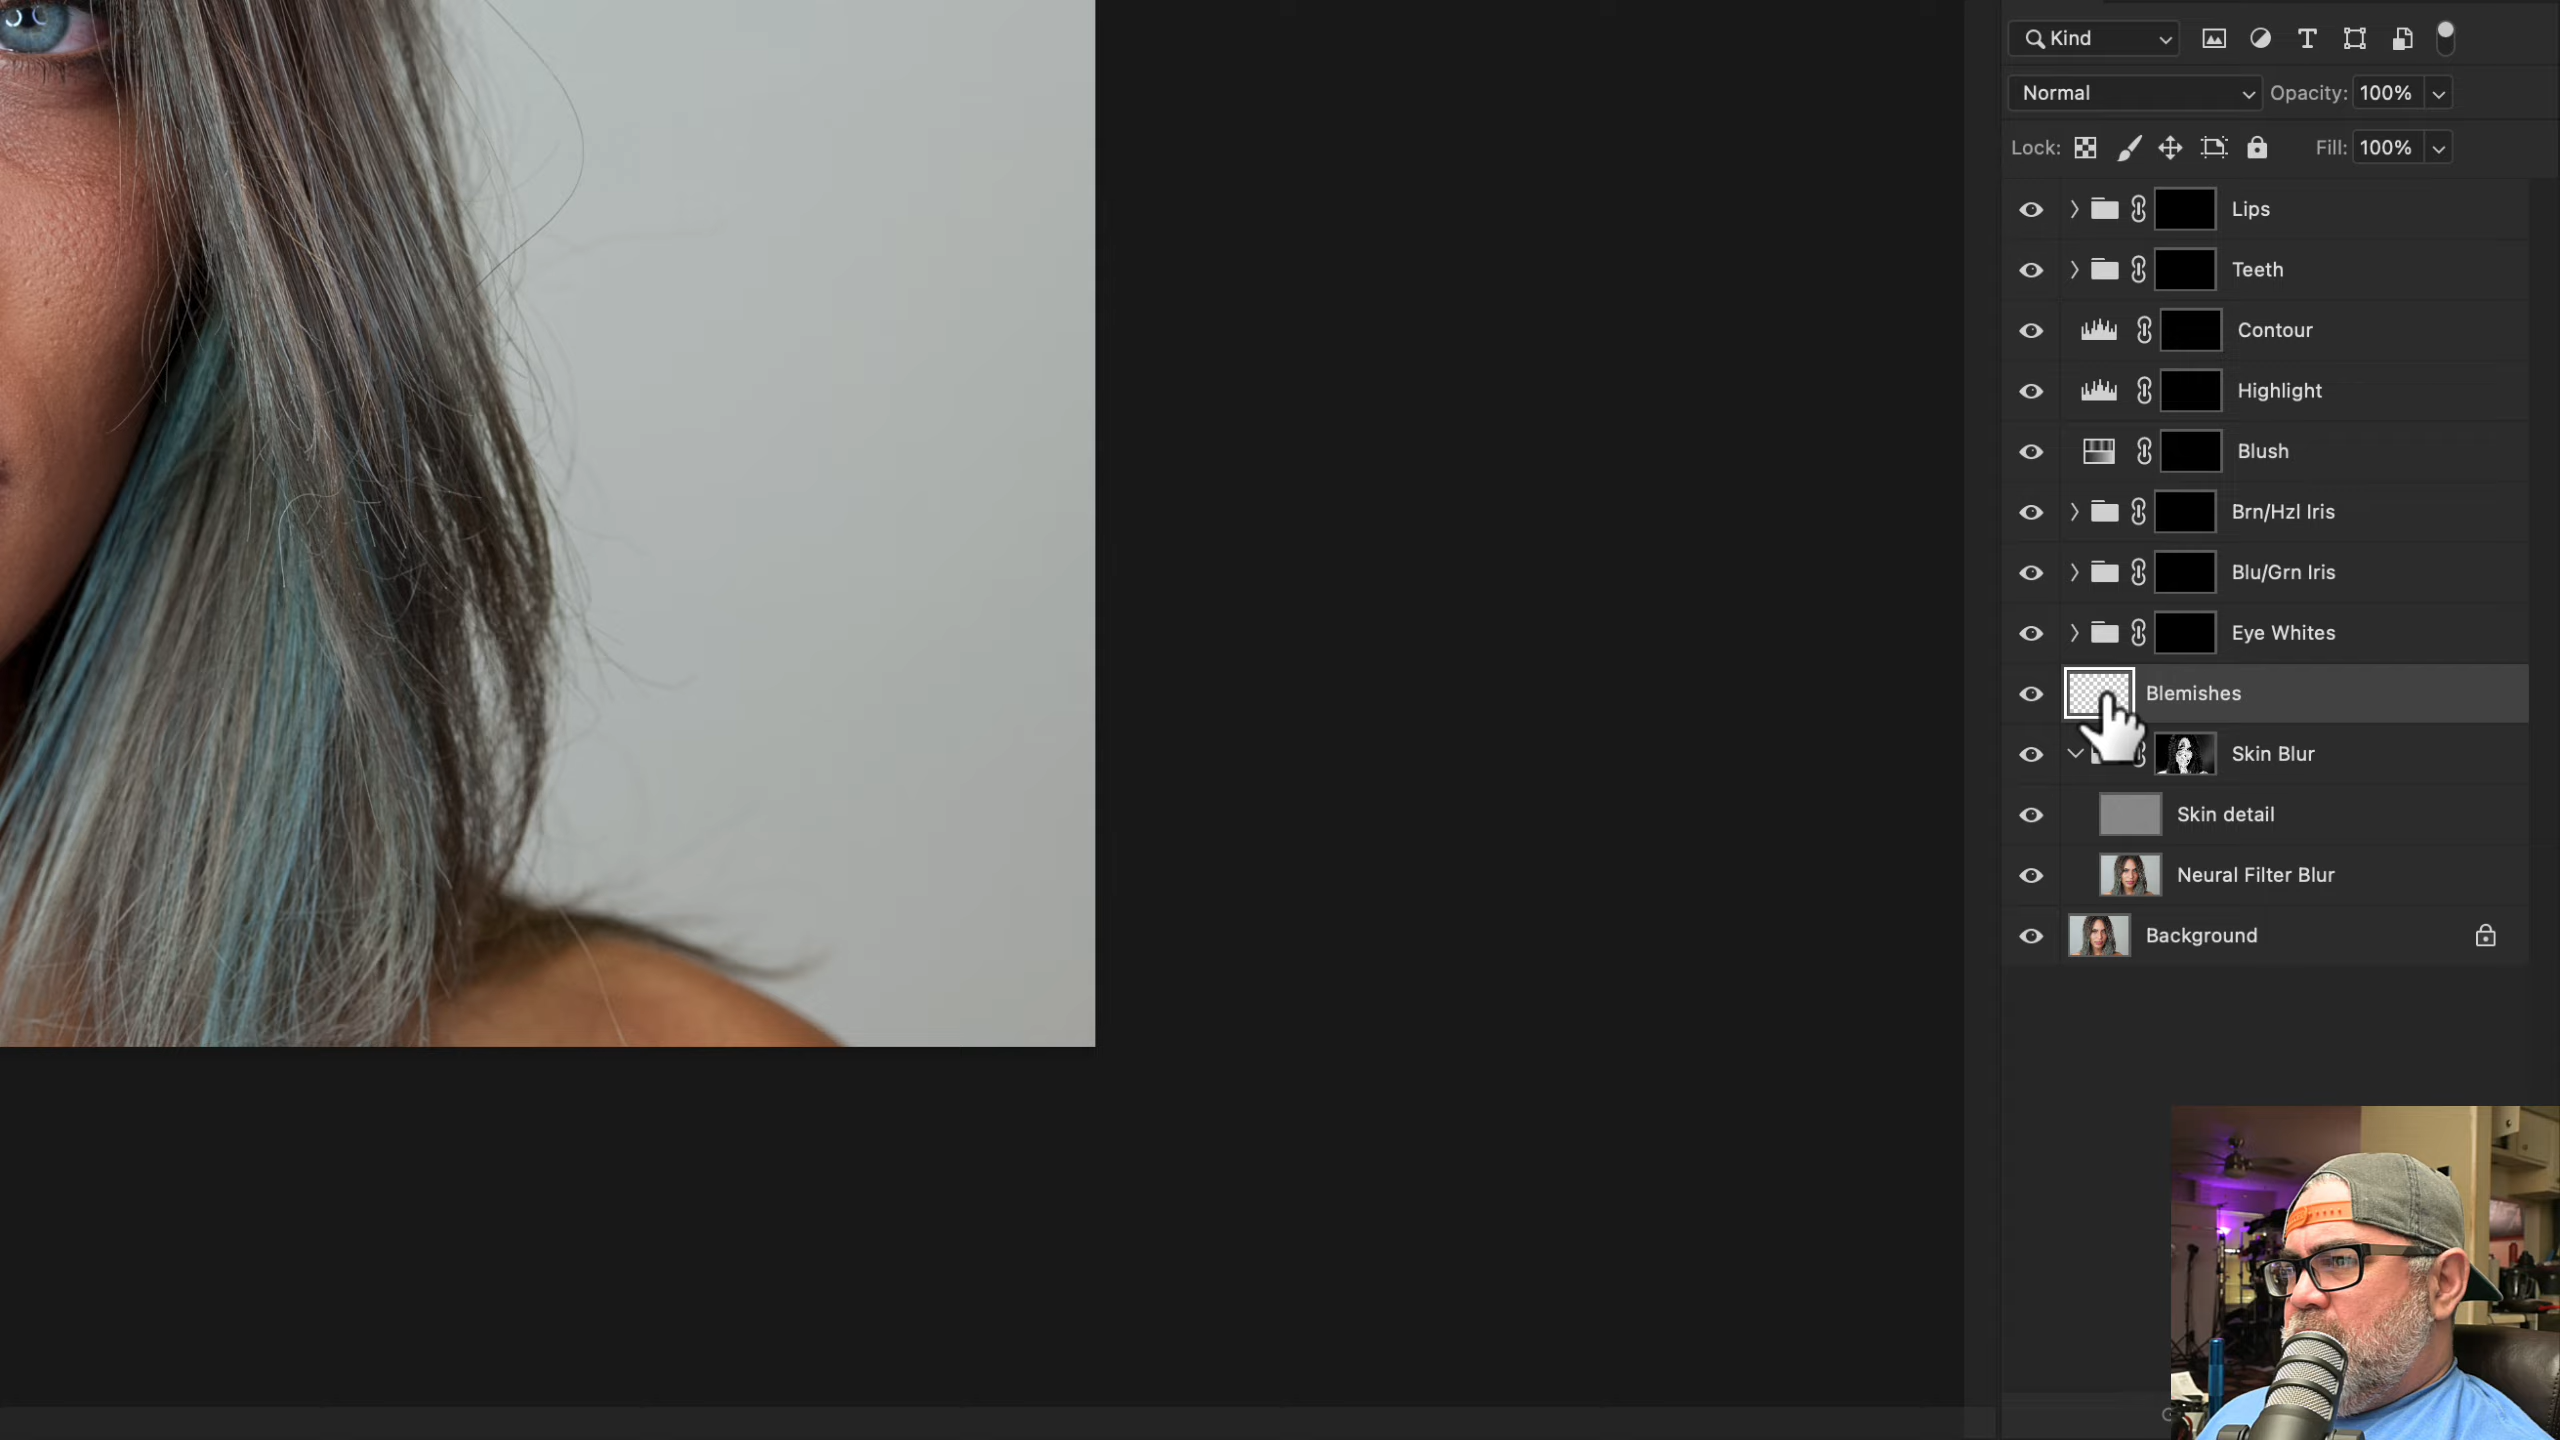 Kind
Normal Opacity: 100%
Lock: Fill: 100%
Lips
Teeth
Contour
Highlight
Blush
Brn/Hzl Iris
Blu/Grn Iris
Eye Whites
Blemishes
Skin Blur
Skin detail
Neural Filter Blur
Background